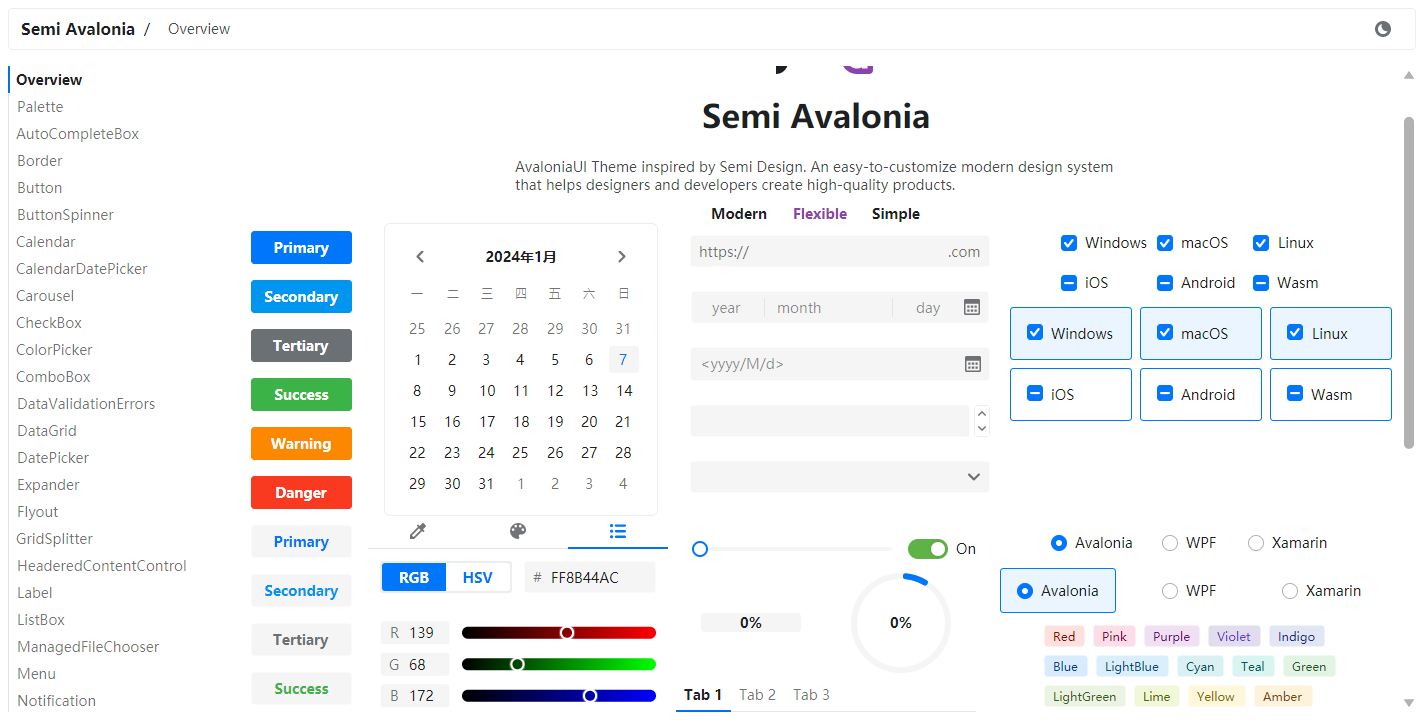 Semi Avalonia / Overview
Overview
Palette
AutoCompleteBox
Border
Button
ButtonSpinner
Calendar
CalendarDatePicker
Carousel
CheckBox
ColorPicker
ComboBox
DataValidationErrors
DataGrid
DatePicker
Expander
Flyout
GridSplitter
HeaderedContentControl
Label
ListBox
ManagedFileChooser
Menu
Notification
Semi Avalonia
AvaloniaUI Theme inspired by Semi Design. An easy-to-customize modern design system
that helps designers and developers create high-quality products.
Modern Flexible Simple
Primary
Secondary
Tertiary
Success
Warning
Danger
Primary
Secondary
Tertiary
Success
2024年1月
一 二 三 四 五 六 日
25 26 27 28 29 30 31
1 2 3 4 5 6 7
8 9 10 11 12 13 14
15 16 17 18 19 20 21
22 23 24 25 26 27 28
29 30 31 1 2 3 4
RGB HSV # FF8B44AC
R 139
G 68
B 172
https:// .com
year month day
<yyyy/M/d>
On
0% 0%
Tab 1 Tab 2 Tab 3
Windows macOS Linux
iOS Android Wasm
Windows macOS Linux
iOS Android Wasm
Avalonia WPF Xamarin
Avalonia WPF Xamarin
Red Pink Purple Violet Indigo
Blue LightBlue Cyan Teal Green
LightGreen Lime Yellow Amber